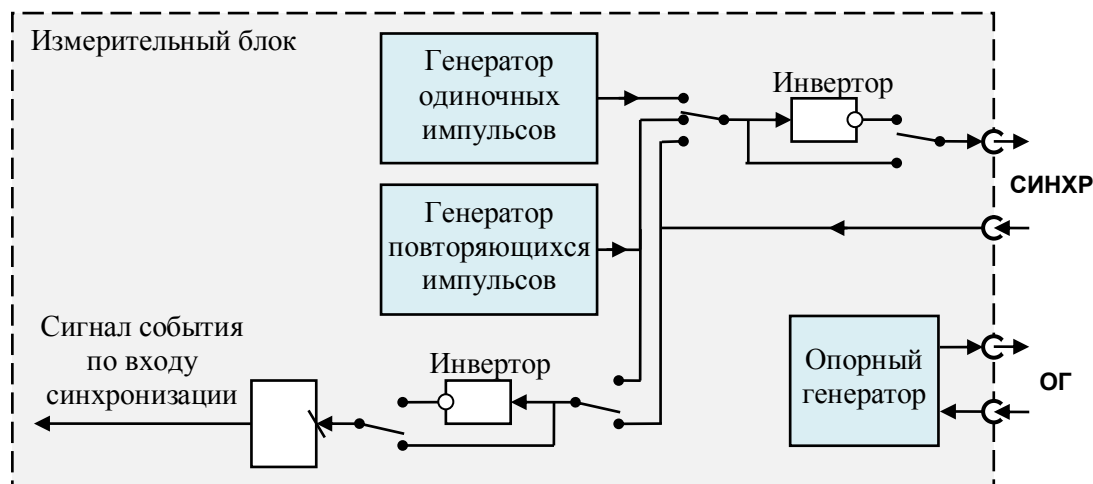 Измерительный блок
Генератор
одиночных
импульсов
Инвертор
СИНХР
Генератор
повторяющихся
импульсов
Сигнал события
по входу
синхронизации
Инвертор
Опорный
генератор
ОГ